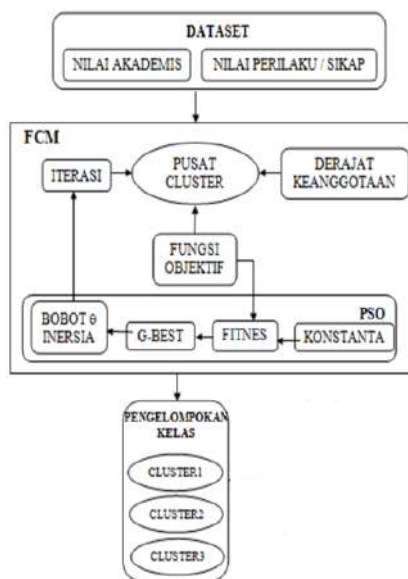 DATASET
NILAI AKADEMIS
NILAI PERILAKU / SIKAP
FCM
ITERASI
PUSAT
CLUSTER
DERAJAT
KEANGGOTAAN
FUNGSI
OBJEKTIF
PSO
BOBOT θ
INERSIA
G-BEST
FITNES
KONSTANTA
PENGELOMPOKAN
KELAS
CLUSTER1
CLUSTER2
CLUSTER3